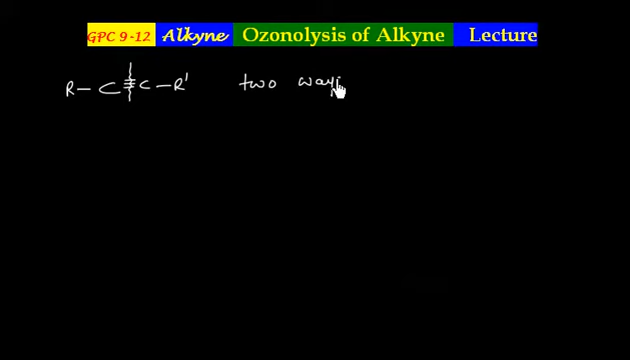 GPC 9-12 Alkyne Ozonolysis of Alkyne Lecture
R – C ≡ C – R' two ways